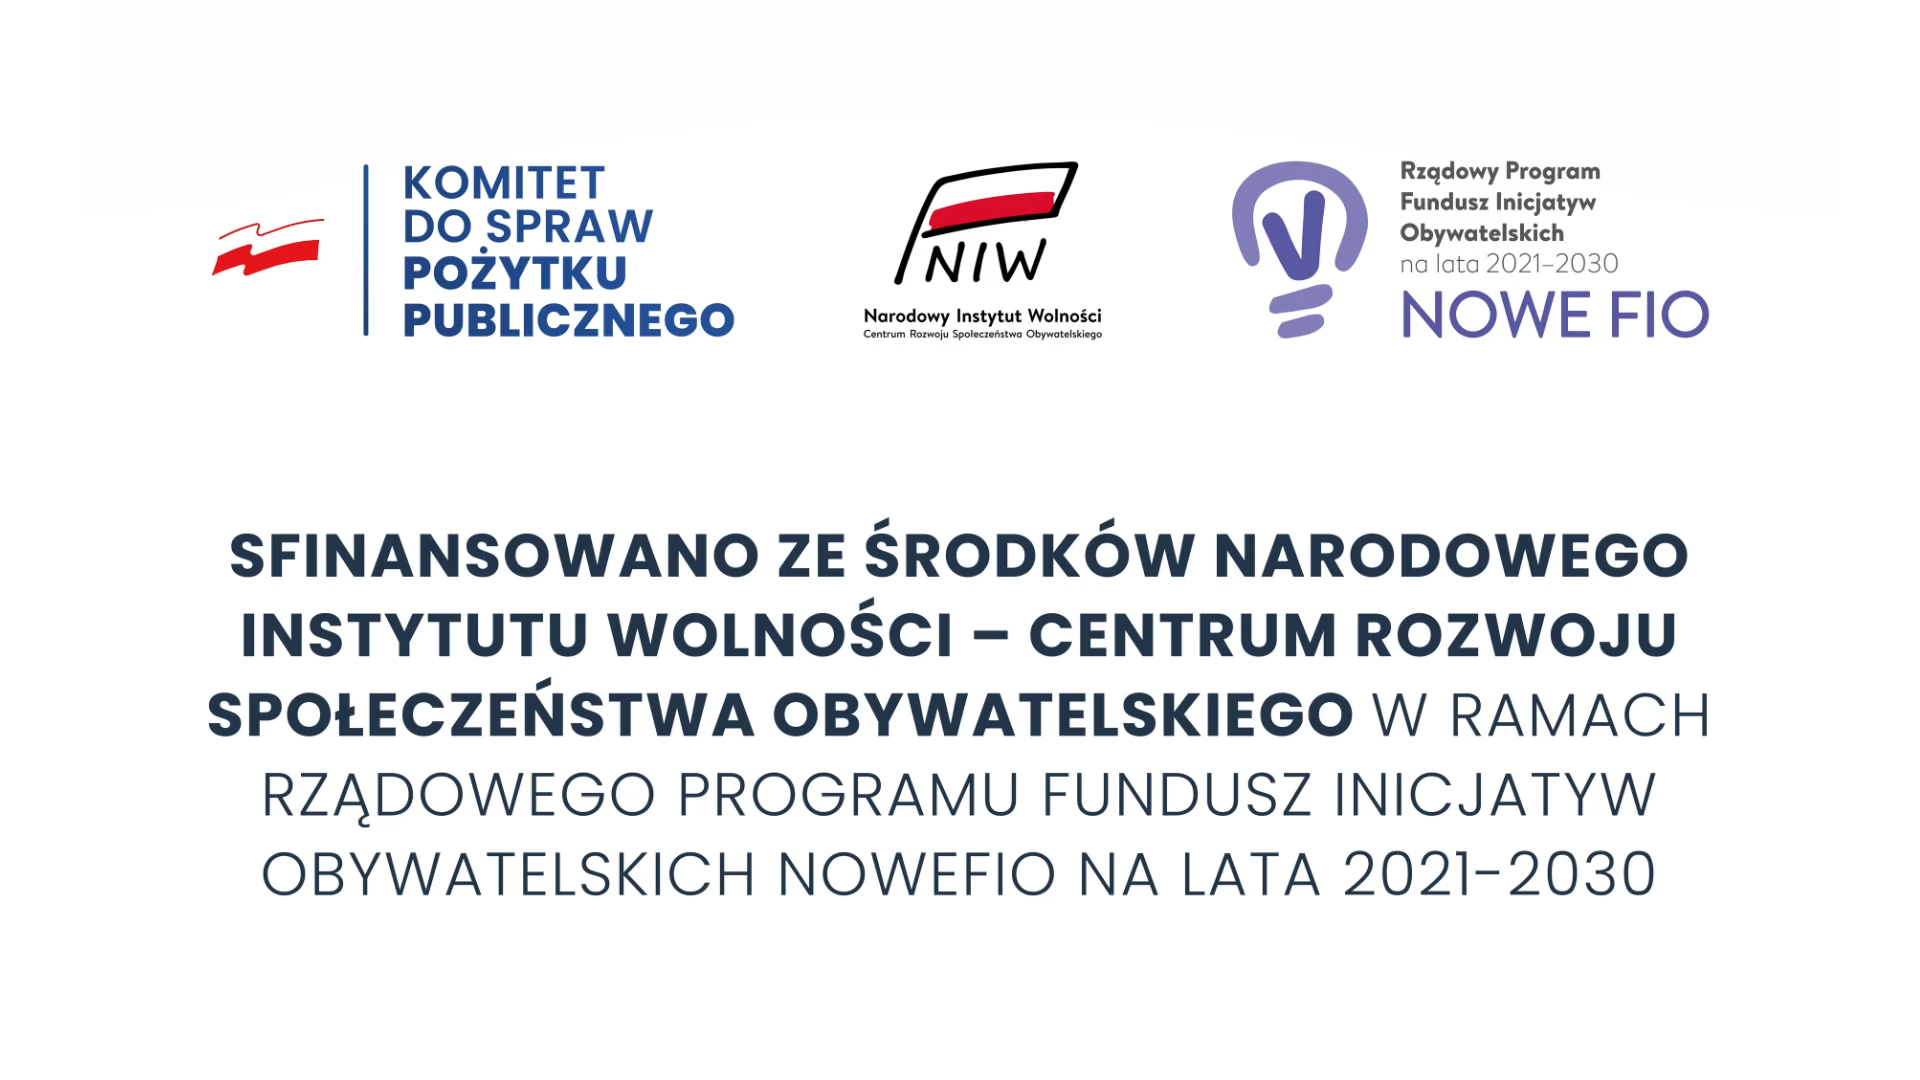 KOMITET
DO SPRAW
POŻYTKU
PUBLICZNEGO
NIW
Narodowy Instytut Wolności
Centrum Rozwoju Społeczeństwa Obywatelskiego
Rządowy Program
Fundusz Inicjatyw
Obywatelskich
na lata 2021–2030
NOWE FIO
SFINANSOWANO ZE ŚRODKÓW NARODOWEGO
INSTYTUTU WOLNOŚCI – CENTRUM ROZWOJU
SPOŁECZEŃSTWA OBYWATELSKIEGO W RAMACH
RZĄDOWEGO PROGRAMU FUNDUSZ INICJATYW
OBYWATELSKICH NOWEFIO NA LATA 2021-2030